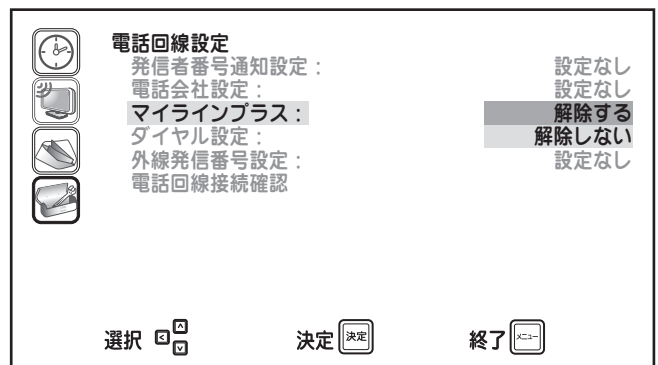 電話回線設定
発信者番号通知設定： 設定なし
電話会社設定： 設定なし
マイラインプラス： 解除する
ダイヤル設定： 解除しない
外線発信番号設定： 設定なし
電話回線接続確認
選択 決定 決定 終了 メニュー